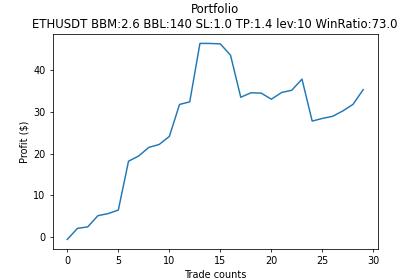 Portfolio
ETHUSDT BBM:2.6 BBL:140 SL:1.0 TP:1.4 lev:10 WinRatio:73.0
Profit ($)
40
30
20
10
0
0 5 10 15 20 25 30
Trade counts